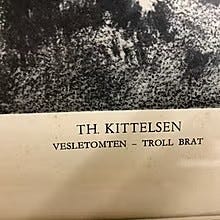 TH. KITTELSEN
VESLETOMTEN – TROLL BRAT